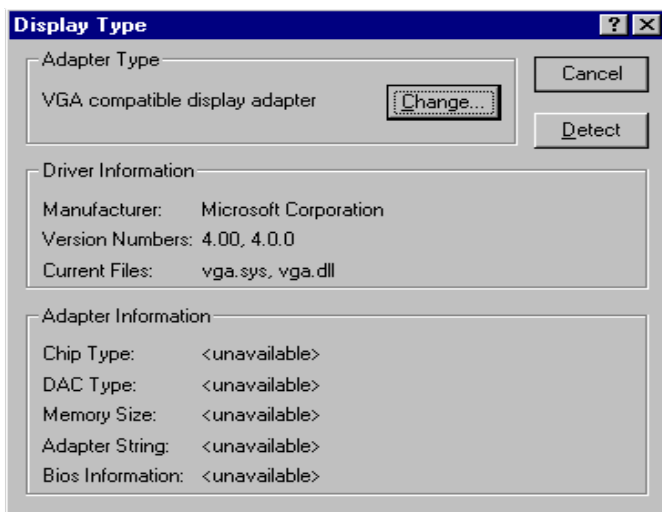 Display Type
Adapter Type
VGA compatible display adapter
Change...
Cancel
Detect
Driver Information
Manufacturer: Microsoft Corporation
Version Numbers: 4.00, 4.0.0
Current Files: vga.sys, vga.dll
Adapter Information
Chip Type: <unavailable>
DAC Type: <unavailable>
Memory Size: <unavailable>
Adapter String: <unavailable>
Bios Information: <unavailable>